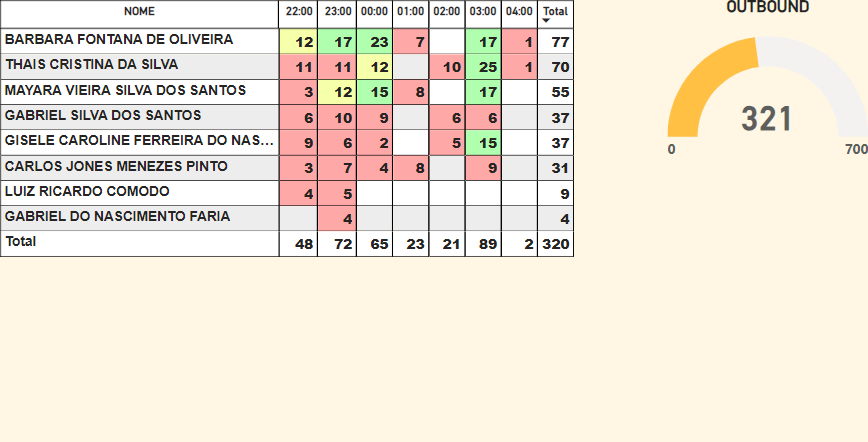 NOME 22:00 23:00 00:00 01:00 02:00 03:00 04:00 Total
BARBARA FONTANA DE OLIVEIRA 12 17 23 7 17 1 77
THAIS CRISTINA DA SILVA 11 11 12 10 25 1 70
MAYARA VIEIRA SILVA DOS SANTOS 3 12 15 8 17 55
GABRIEL SILVA DOS SANTOS 6 10 9 6 6 37
GISELE CAROLINE FERREIRA DO NAS... 9 6 2 5 15 37
CARLOS JONES MENEZES PINTO 3 7 4 8 9 31
LUIZ RICARDO COMODO 4 5 9
GABRIEL DO NASCIMENTO FARIA 4 4
Total 48 72 65 23 21 89 2 320
OUTBOUND
321
0 700